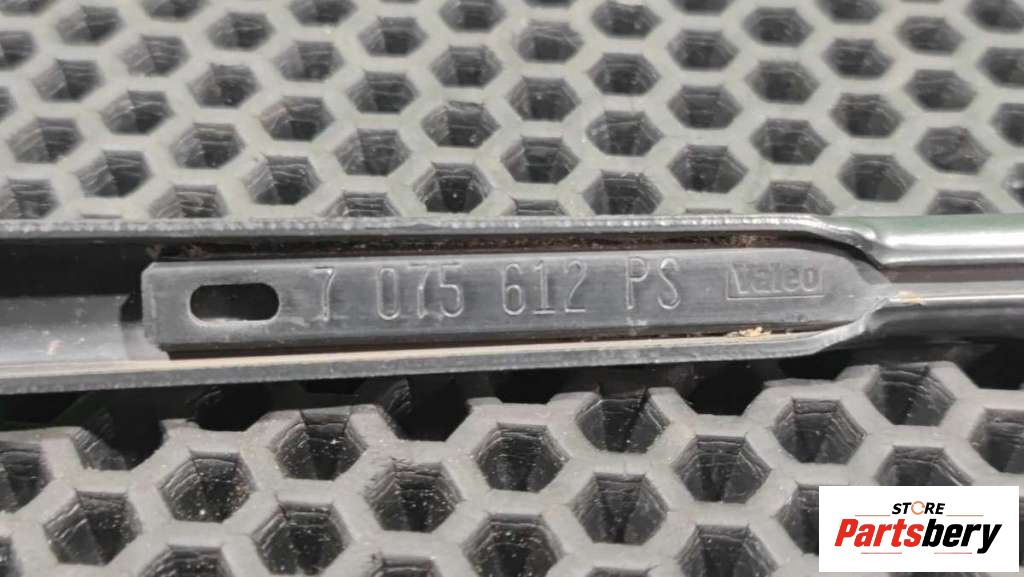 7 075 612 PS Valeo
STORE
Partsbery